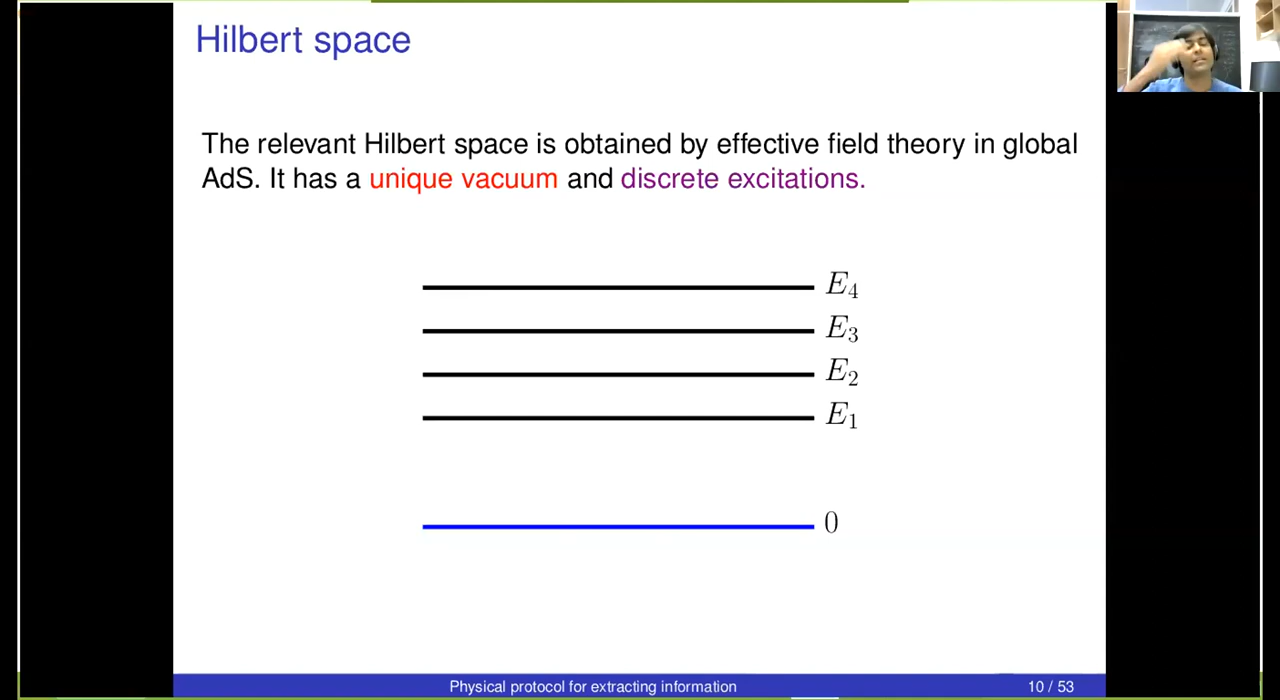 Hilbert space
The relevant Hilbert space is obtained by effective field theory in global
AdS. It has a unique vacuum and discrete excitations.
E₄
E₃
E₂
E₁
0
Physical protocol for extracting information 10 / 53